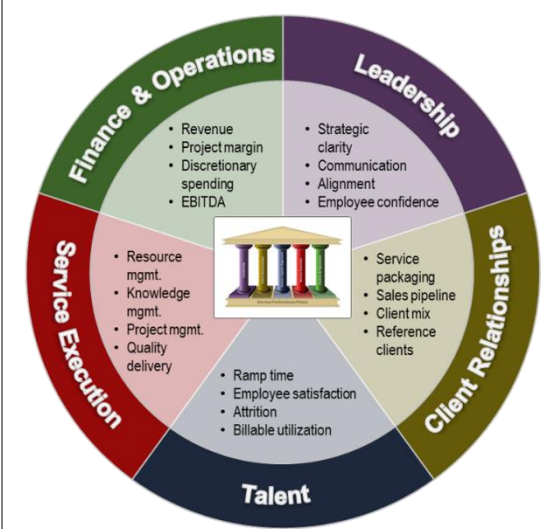 Finance & Operations
• Revenue
• Project margin
• Discretionary
spending
• EBITDA
Leadership
• Strategic
clarity
• Communication
• Alignment
• Employee confidence
Client Relationships
• Service
packaging
• Sales pipeline
• Client mix
• Reference
clients
Talent
• Ramp time
• Employee satisfaction
• Attrition
• Billable utilization
Service Execution
• Resource
mgmt.
• Knowledge
mgmt.
• Project mgmt.
• Quality
delivery